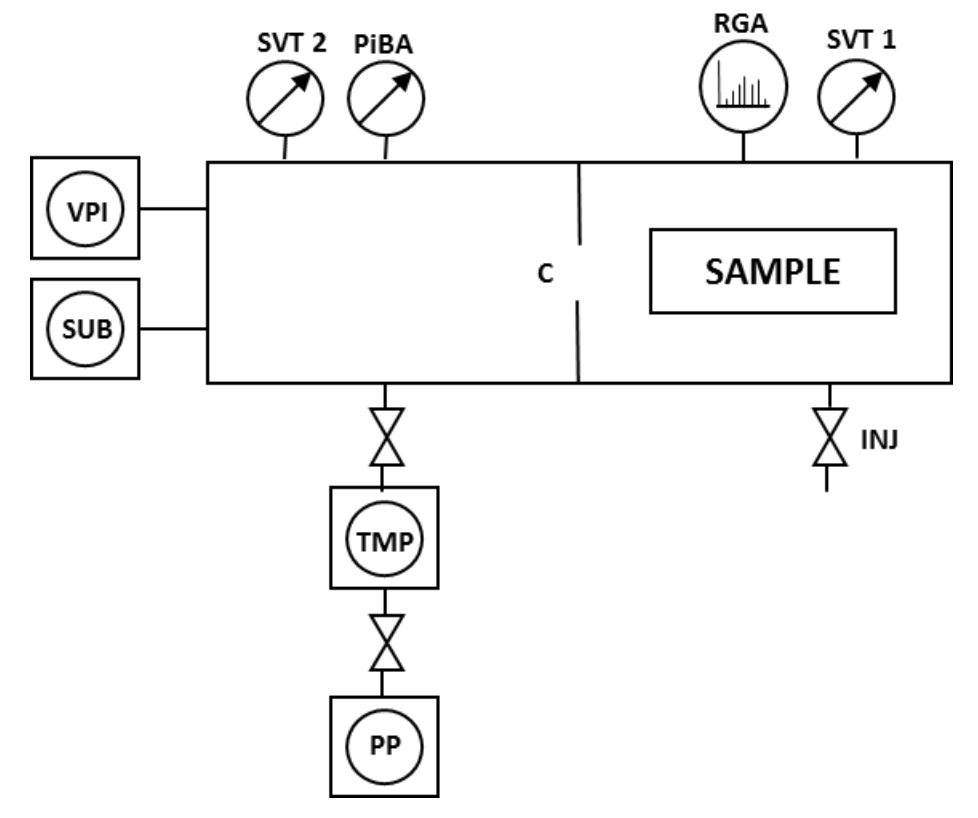 SVT 2
PiBA
RGA
SVT 1
VPI
SUB
C
SAMPLE
INJ
TMP
PP